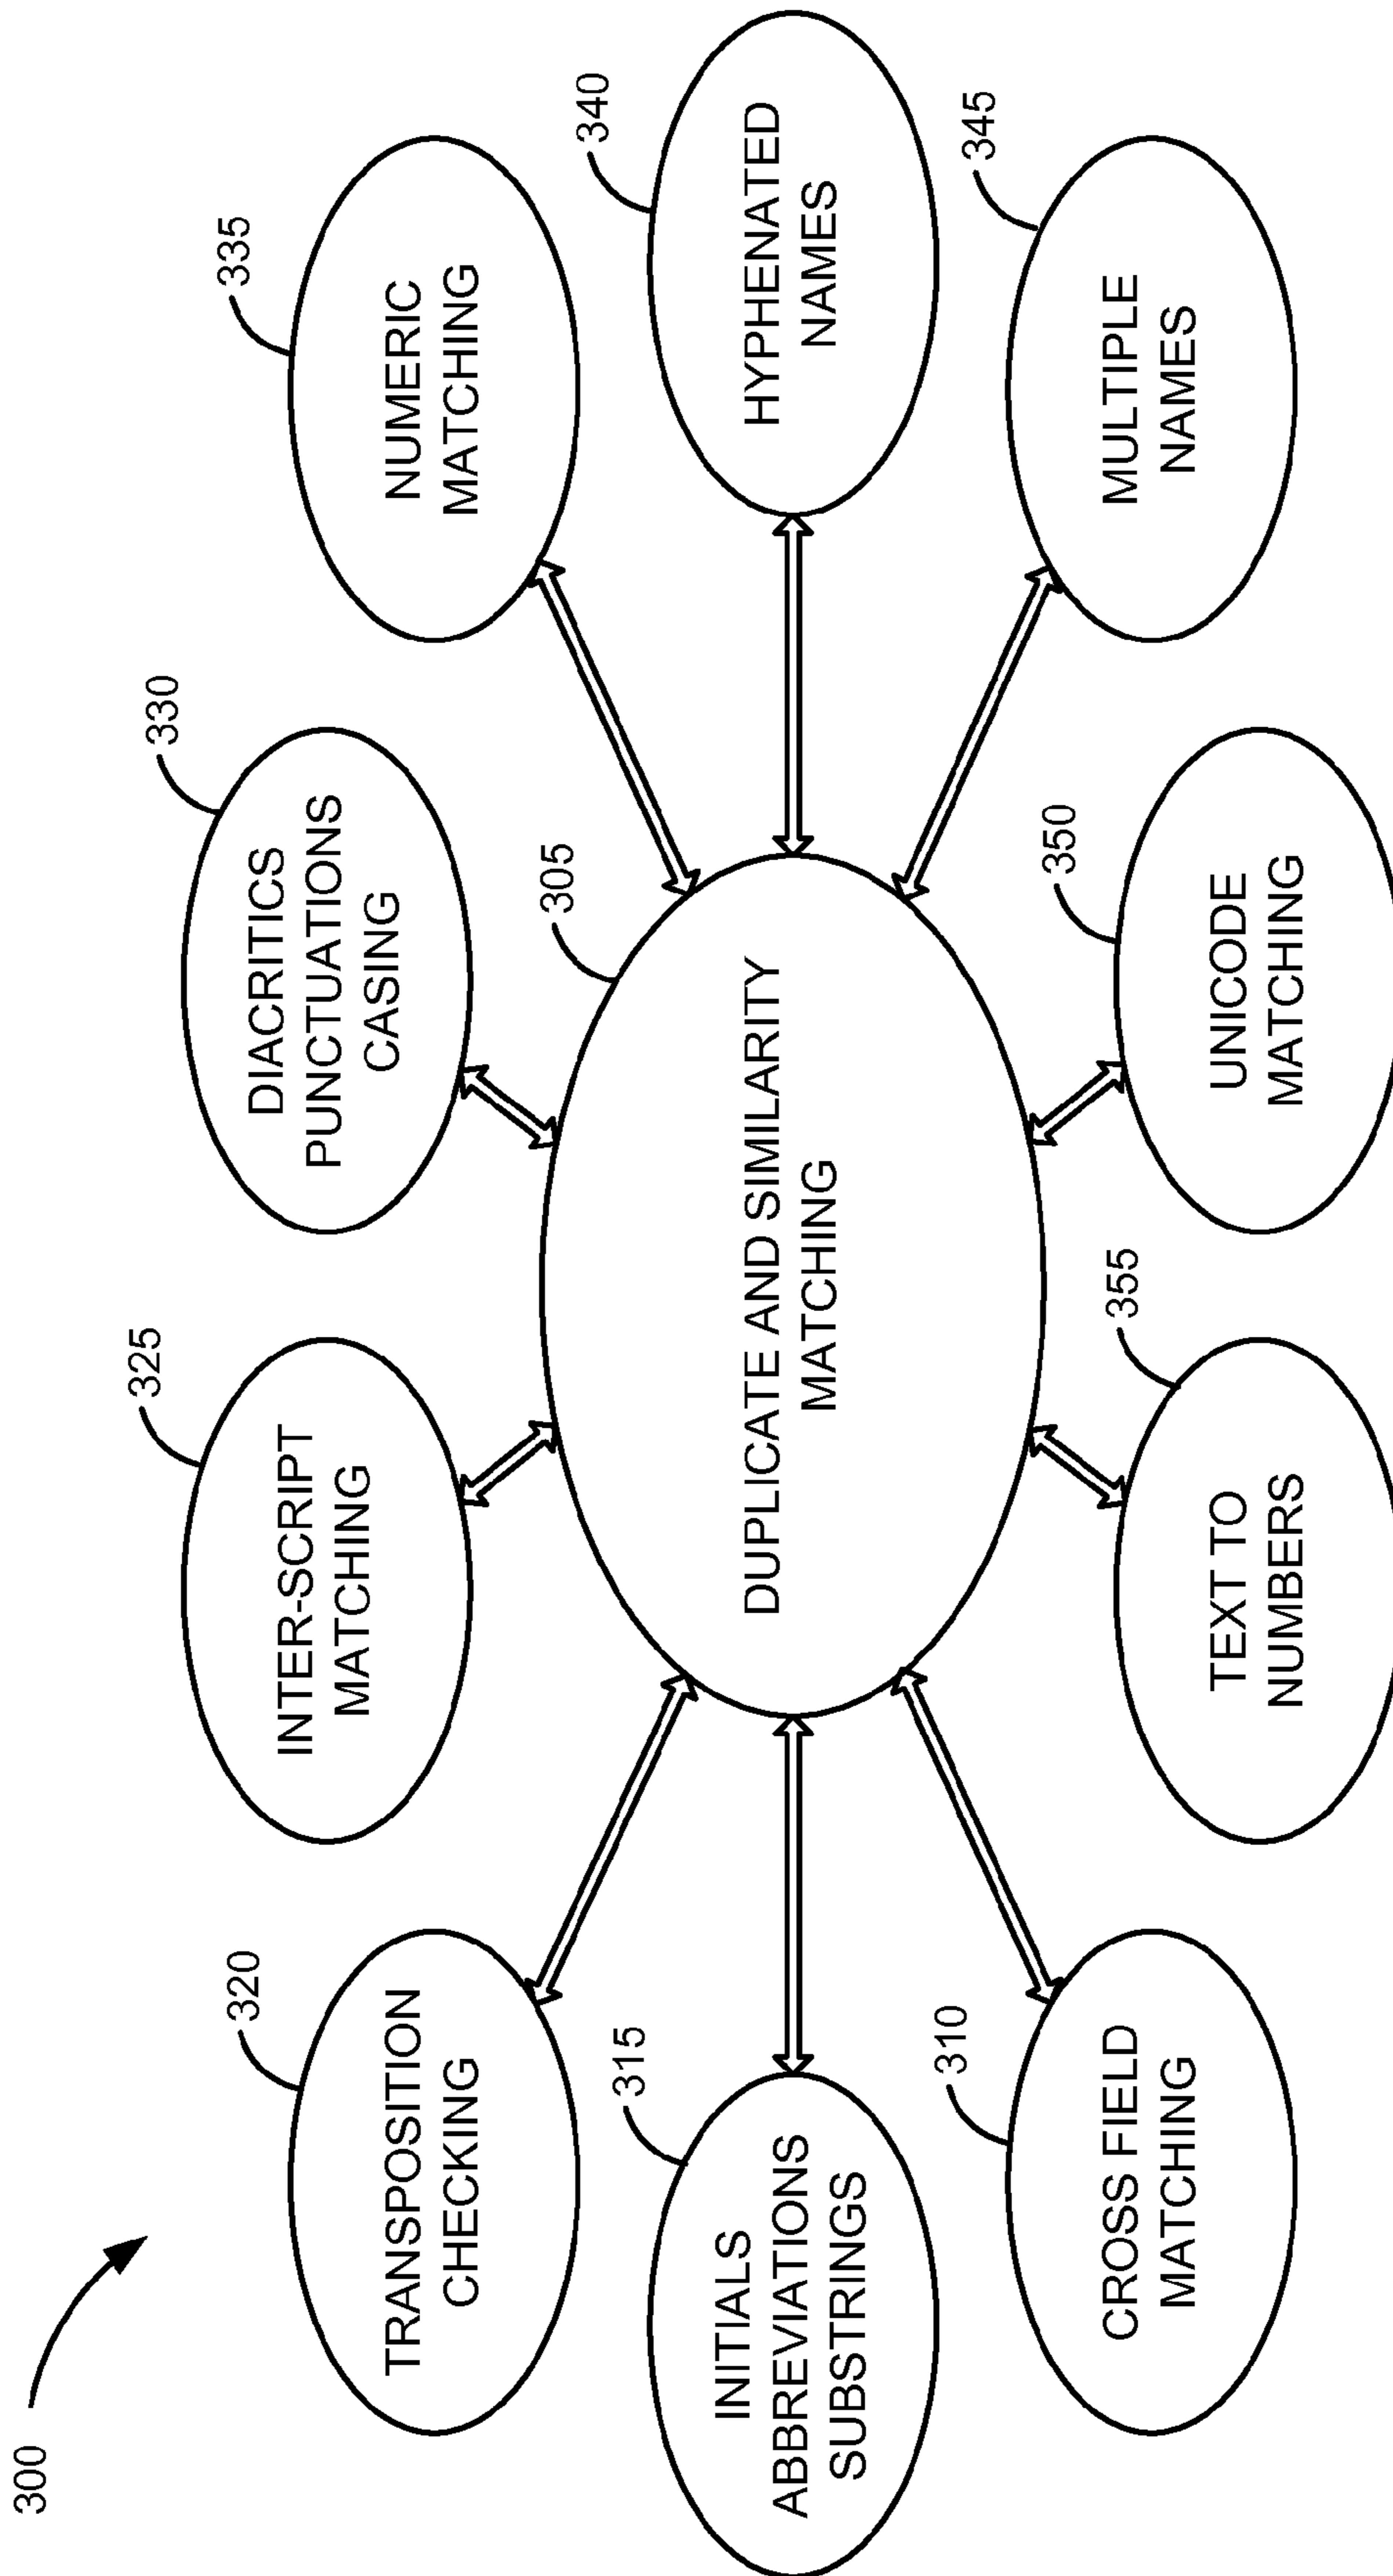 300
320
TRANSPOSITION
CHECKING
325
INTER-SCRIPT
MATCHING
330
DIACRITICS
PUNCTUATIONS
CASING
335
NUMERIC
MATCHING
315
INITIALS
ABBREVIATIONS
SUBSTRINGS
305
DUPLICATE AND SIMILARITY
MATCHING
340
HYPHENATED
NAMES
310
CROSS FIELD
MATCHING
355
TEXT TO
NUMBERS
350
UNICODE
MATCHING
345
MULTIPLE
NAMES